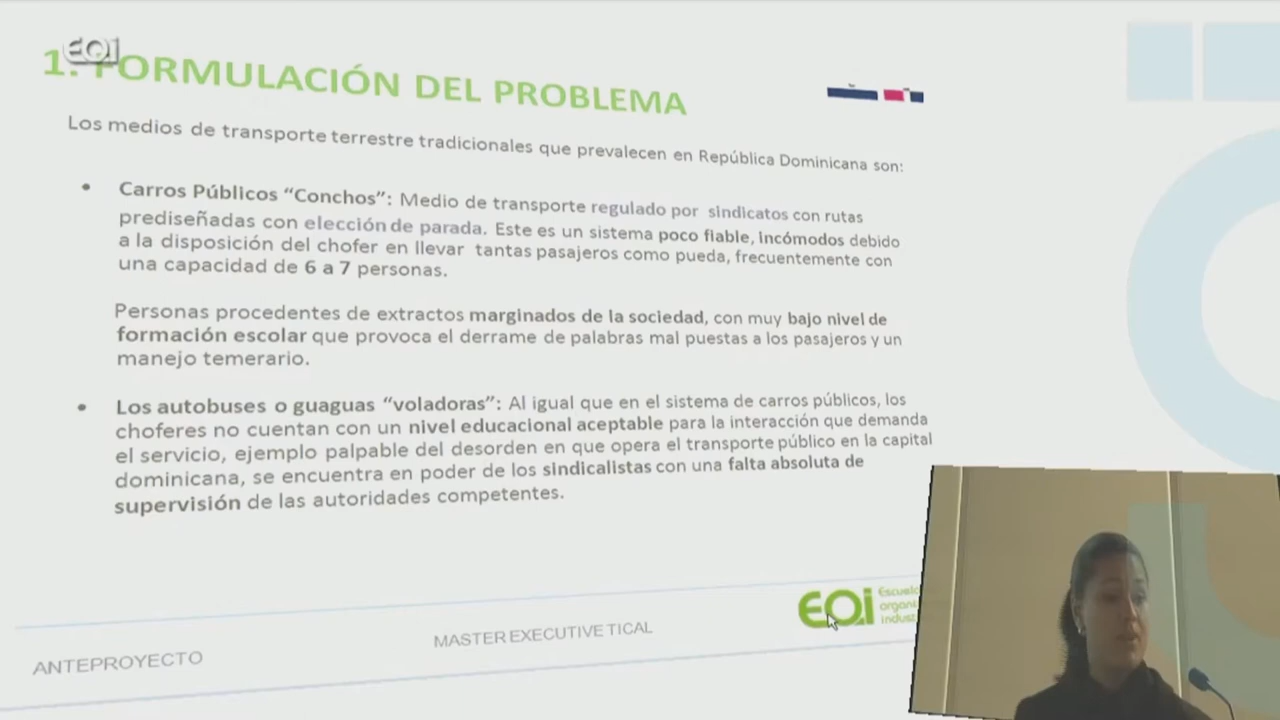 EOi
1. FORMULACIÓN DEL PROBLEMA
Los medios de transporte terrestre tradicionales que prevalecen en República Dominicana son:
• Carros Públicos “Conchos”: Medio de transporte regulado por sindicatos con rutas
prediseñadas con elección de parada. Este es un sistema poco fiable, incómodos debido
a la disposición del chofer en llevar tantas pasajeros como pueda, frecuentemente con
una capacidad de 6 a 7 personas.
Personas procedentes de extractos marginados de la sociedad, con muy bajo nivel de
formación escolar que provoca el derrame de palabras mal puestas a los pasajeros y un
manejo temerario.
• Los autobuses o guaguas “voladoras”: Al igual que en el sistema de carros públicos, los
choferes no cuentan con un nivel educacional aceptable para la interacción que demanda
el servicio, ejemplo palpable del desorden en que opera el transporte público en la capital
dominicana, se encuentra en poder de los sindicalistas con una falta absoluta de
supervisión de las autoridades competentes.
ANTEPROYECTO
MASTER EXECUTIVE TICAL
EOi